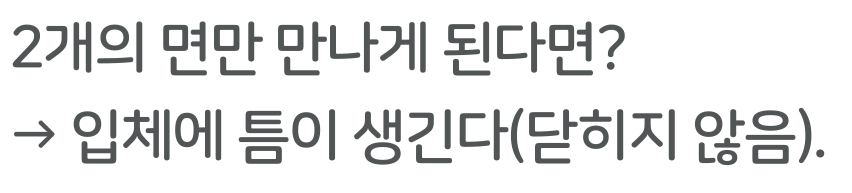 2개의 면만 만나게 된다면?
→ 입체에 틈이 생긴다(닫히지 않음).